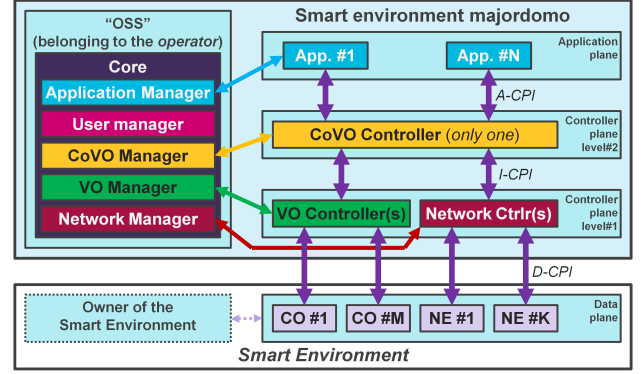 Smart environment majordomo
“OSS”
(belonging to the operator)
Core
Application Manager
User manager
CoVO Manager
VO Manager
Network Manager
App. #1
App. #N
Application
plane
A-CPI
CoVO Controller (only one)
Controller
plane
level#2
I-CPI
VO Controller(s)
Network Ctrlr(s)
Controller
plane
level#1
D-CPI
Owner of the
Smart Environment
CO #1
CO #M
NE #1
NE #K
Data
plane
Smart Environment